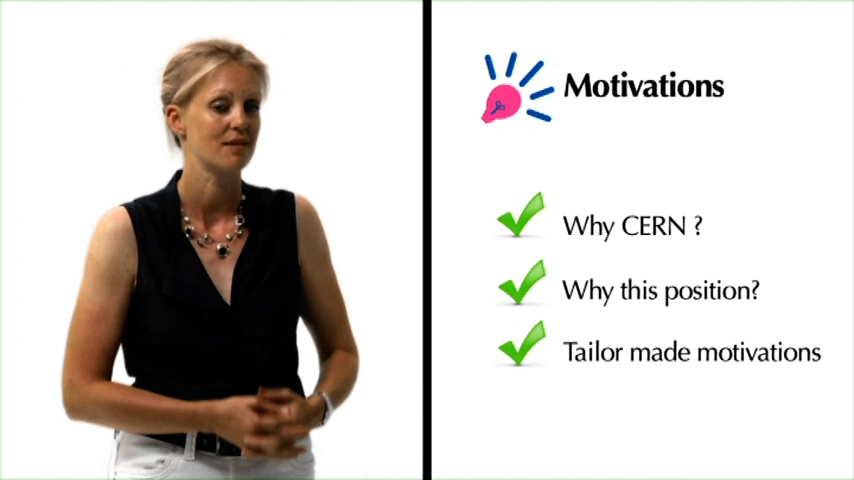 Motivations
Why CERN ?
Why this position?
Tailor made motivations